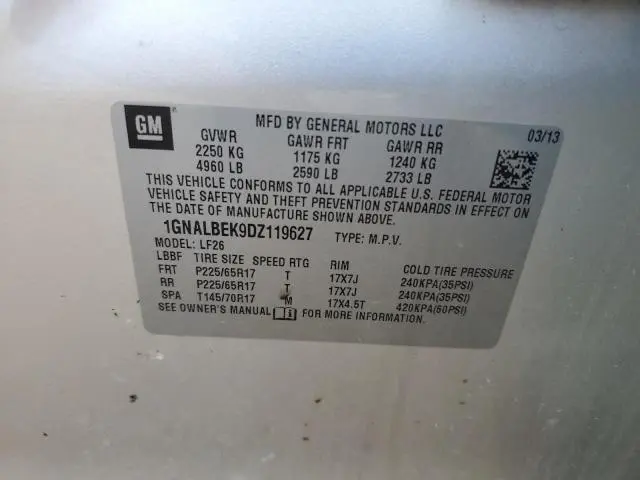 GM
MFD BY GENERAL MOTORS LLC 03/13
GVWR GAWR FRT GAWR RR
2250 KG 1175 KG 1240 KG
4960 LB 2590 LB 2733 LB
THIS VEHICLE CONFORMS TO ALL APPLICABLE U.S. FEDERAL MOTOR
VEHICLE SAFETY AND THEFT PREVENTION STANDARDS IN EFFECT ON
THE DATE OF MANUFACTURE SHOWN ABOVE.
1GNALBEK9DZ119627 TYPE: M.P.V.
MODEL: LF26
LBBF TIRE SIZE SPEED RTG RIM COLD TIRE PRESSURE
FRT P225/65R17 T 17X7J 240KPA(35PSI)
RR P225/65R17 T 17X7J 240KPA(35PSI)
SPA T145/70R17 M 17X4.5T 420KPA(60PSI)
SEE OWNER'S MANUAL FOR MORE INFORMATION.